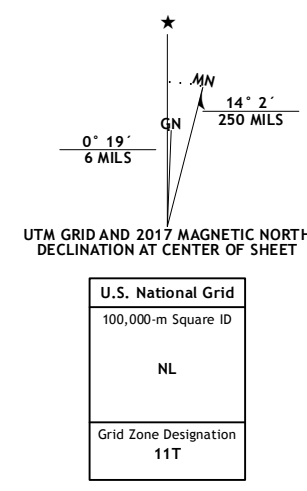 MN
14° 2´
250 MILS
GN
0° 19´
6 MILS
UTM GRID AND 2017 MAGNETIC NORTH
DECLINATION AT CENTER OF SHEET
U.S. National Grid
100,000-m Square ID
NL
Grid Zone Designation
11T